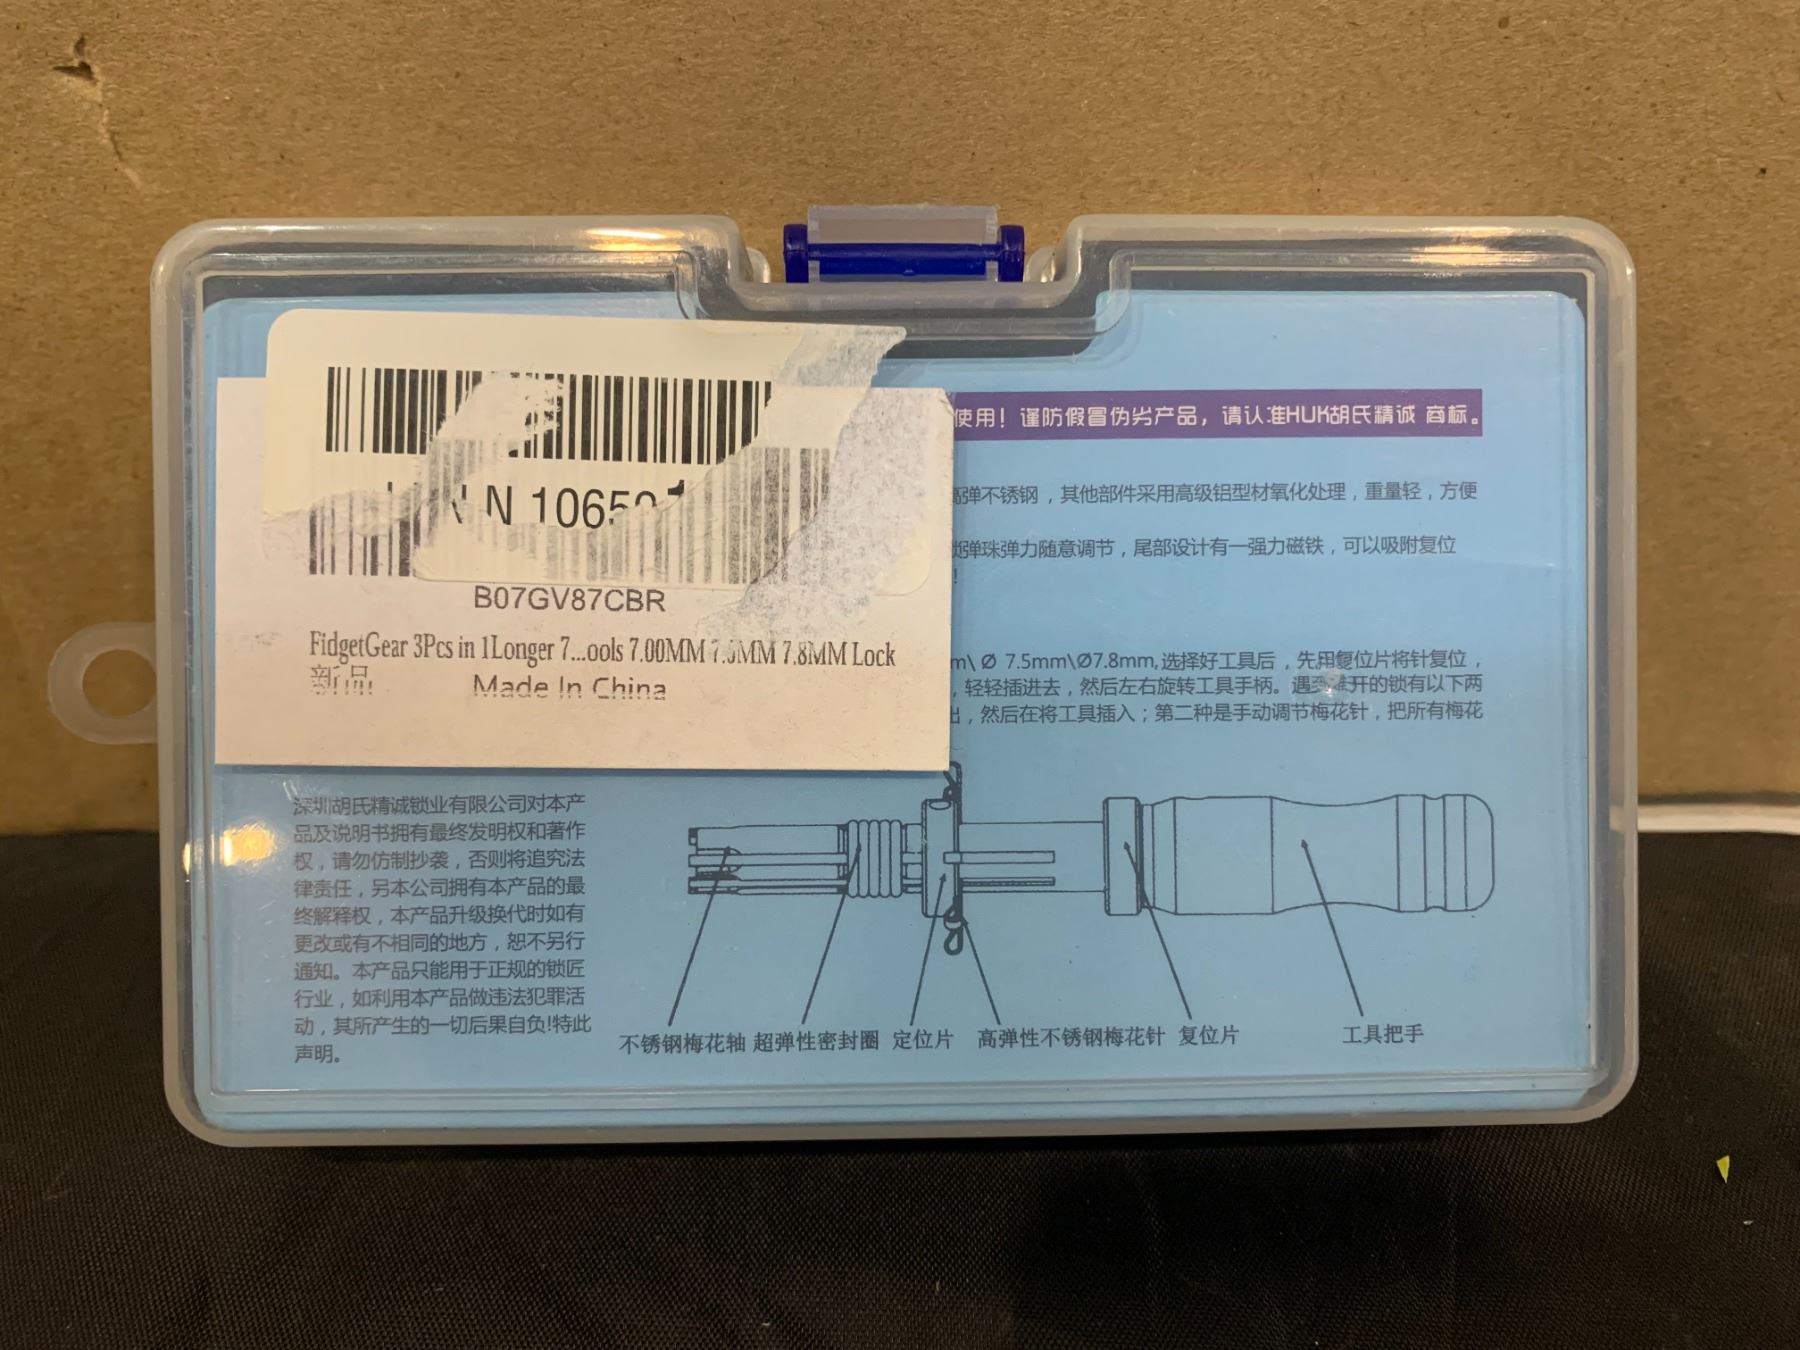 N 1065
B07GV87CBR
FidgetGear 3Pcs in 1Longer 7...ools 7.00MM 7.5MM 7.8MM Lock
新品
Made In China
使用！谨防假冒伪劣产品，请认准HUK胡氏精诚 商标。
高弹不锈钢，其他部件采用高级铝型材氧化处理，重量轻，方便
锁弹珠弹力随意调节，尾部设计有一强力磁铁，可以吸附复位
!
m\ Ø 7.5mm\Ø7.8mm,选择好工具后，先用复位片将针复位，
，轻轻插进去，然后左右旋转工具手柄。遇到难开的锁有以下两
出，然后在将工具插入；第二种是手动调节梅花针，把所有梅花
深圳胡氏精诚锁业有限公司对本产
品及说明书拥有最终发明权和著作
权，请勿仿制抄袭，否则将追究法
律责任，另本公司拥有本产品的最
终解释权，本产品升级换代时如有
更改或有不相同的地方，恕不另行
通知。本产品只能用于正规的锁匠
行业，如利用本产品做违法犯罪活
动，其所产生的一切后果自负!特此
声明。
不锈钢梅花轴 超弹性密封圈 定位片 高弹性不锈钢梅花针 复位片 工具把手